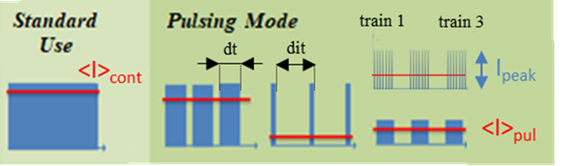 Standard
Use
<I>cont
Pulsing Mode
dt
dit
train 1
train 3
Ipeak
<I>pul